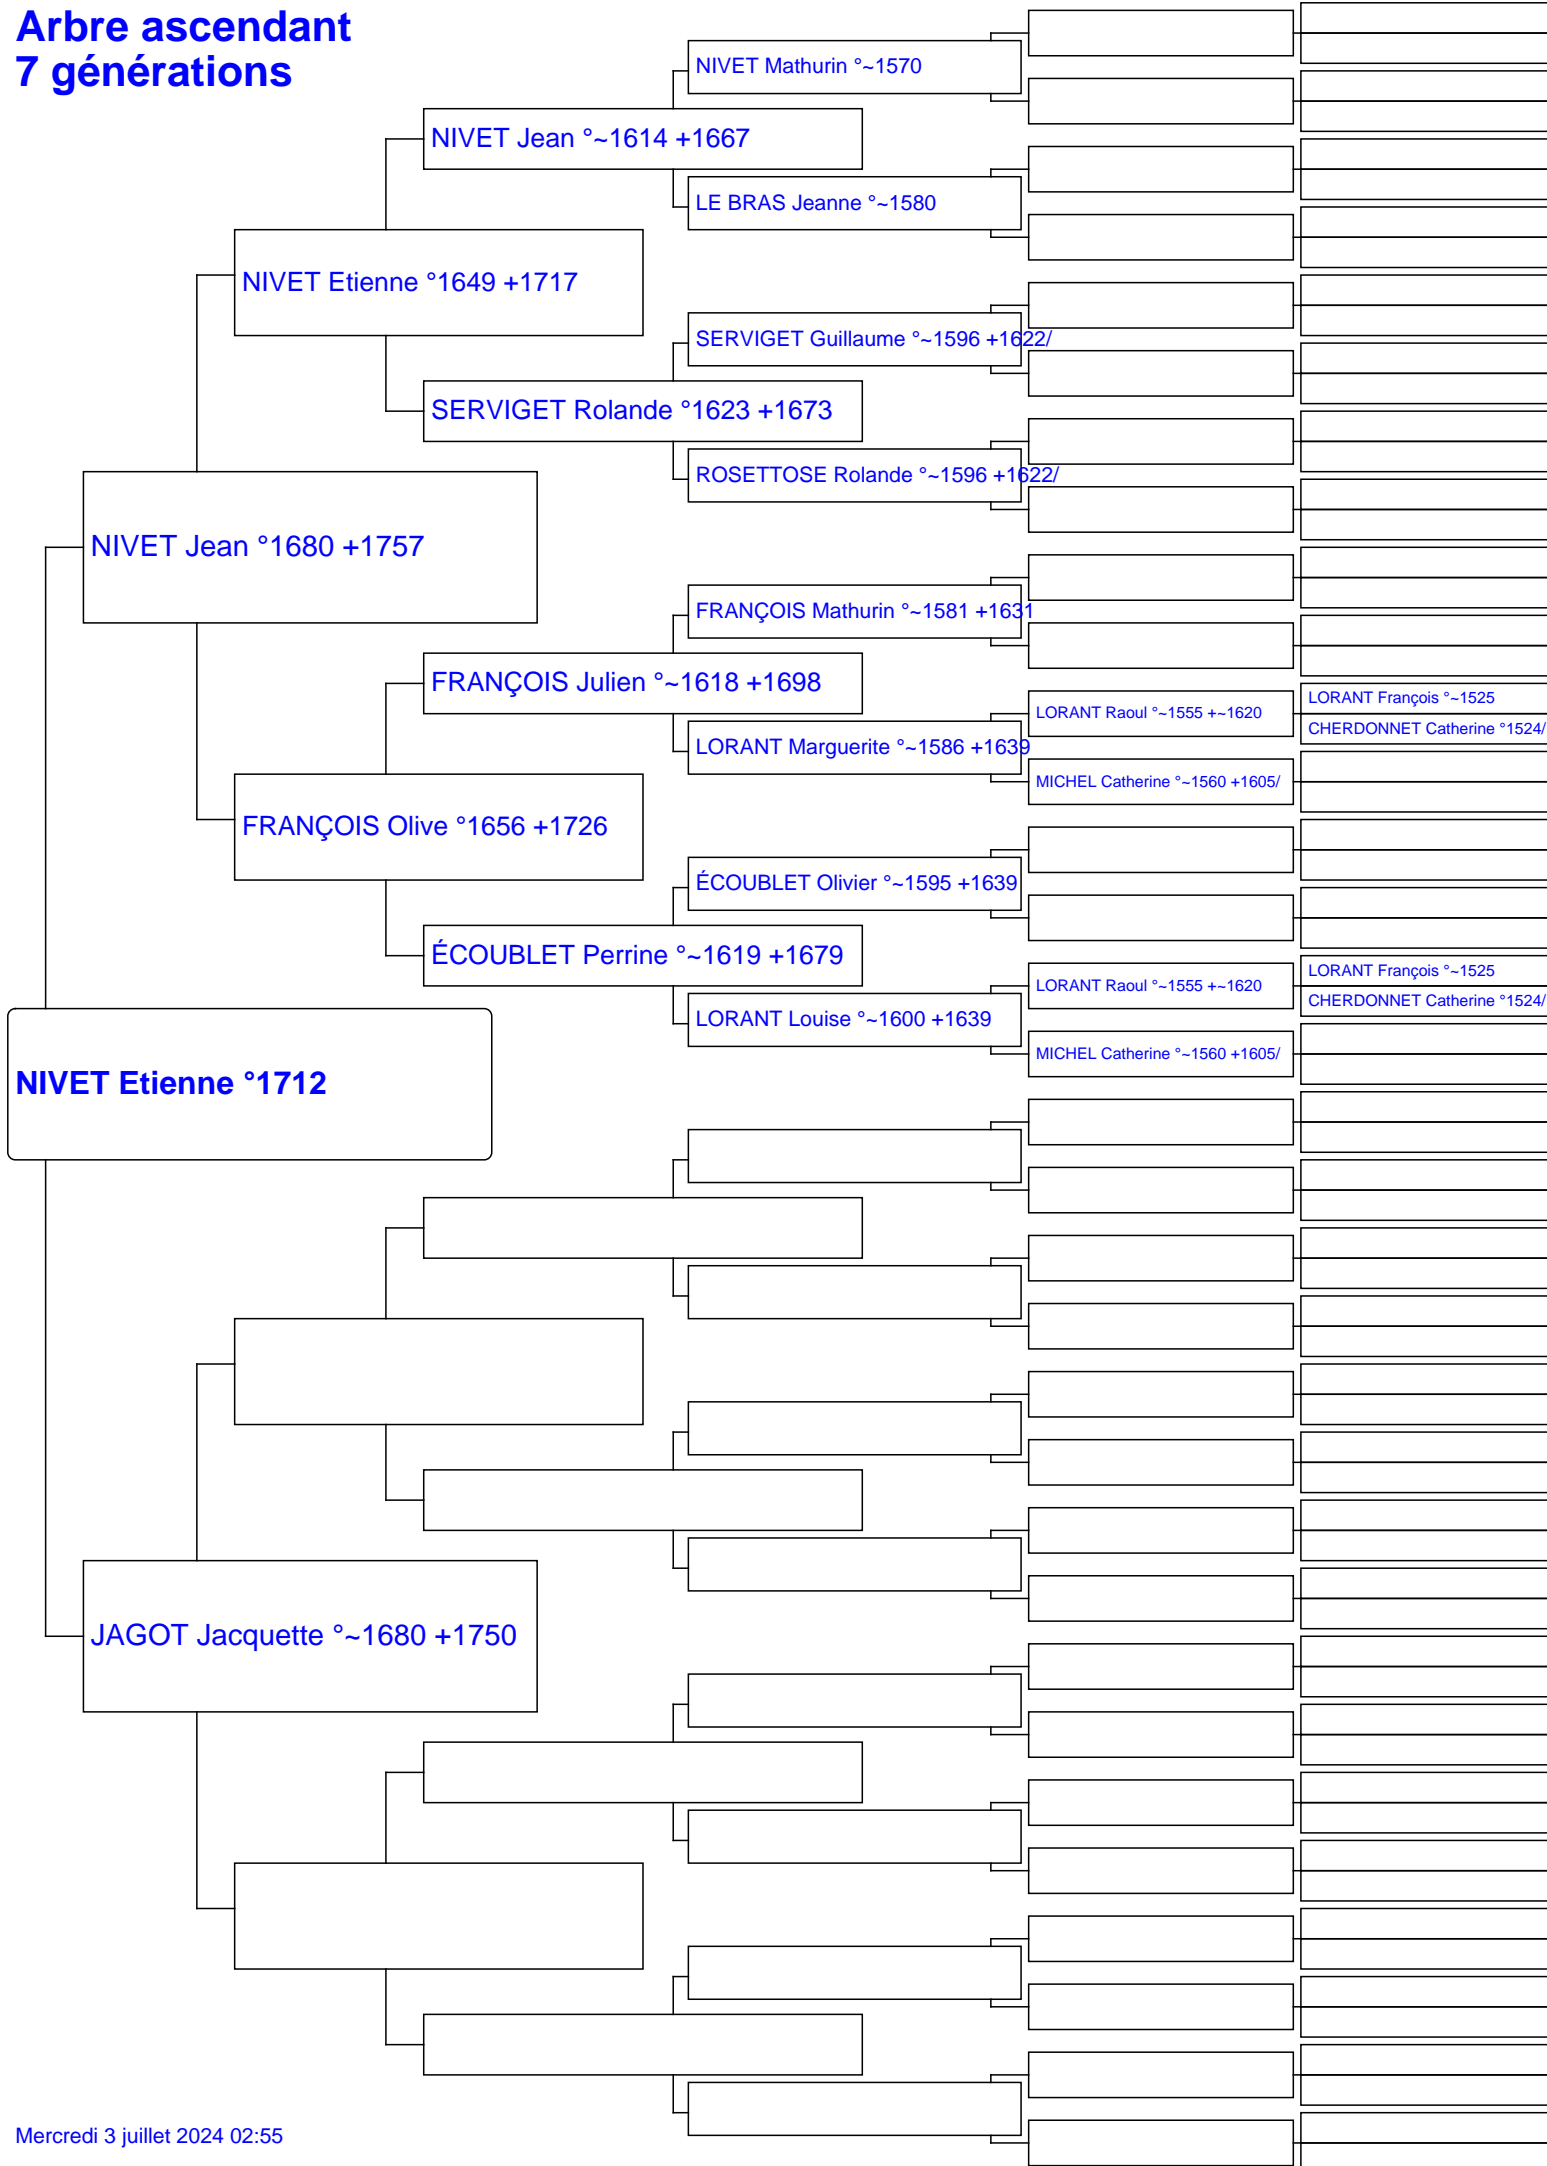 Arbre ascendant
7 générations
NIVET Mathurin °~1570
NIVET Jean °~1614 +1667
LE BRAS Jeanne °~1580
NIVET Etienne °1649 +1717
SERVIGET Guillaume °~1596 +1622/
SERVIGET Rolande °1623 +1673
ROSETTOSE Rolande °~1596 +1622/
NIVET Jean °1680 +1757
FRANÇOIS Mathurin °~1581 +1631
FRANÇOIS Julien °~1618 +1698
LORANT François °~1525
LORANT Raoul °~1555 +~1620
CHERDONNET Catherine °1524/
LORANT Marguerite °~1586 +1639
MICHEL Catherine °~1560 +1605/
FRANÇOIS Olive °1656 +1726
ÉCOUBLET Olivier °~1595 +1639
ÉCOUBLET Perrine °~1619 +1679
LORANT François °~1525
LORANT Raoul °~1555 +~1620
CHERDONNET Catherine °1524/
LORANT Louise °~1600 +1639
MICHEL Catherine °~1560 +1605/
NIVET Etienne °1712
JAGOT Jacquette °~1680 +1750
Mercredi 3 juillet 2024 02:55